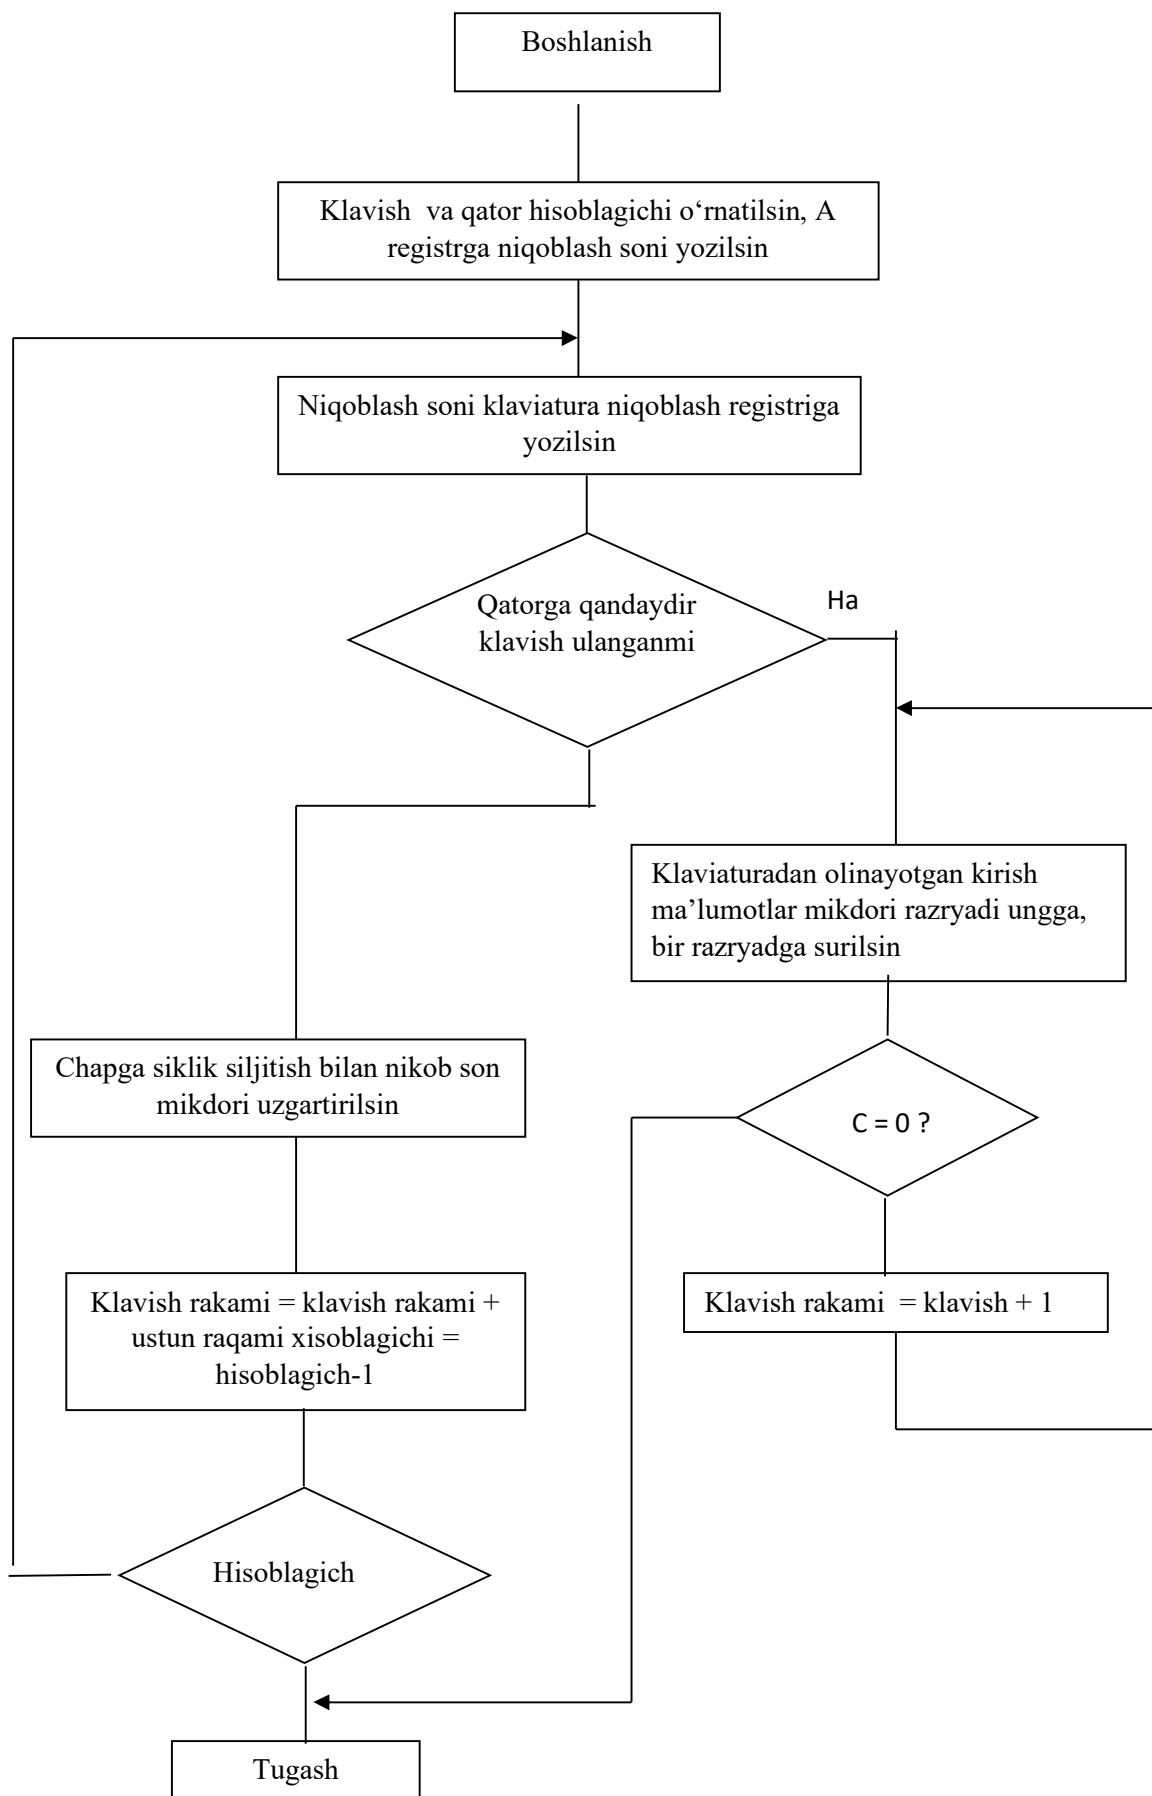 Boshlanish
Klavish va qator hisoblagichi o‘rnatilsin, A
registrga niqoblash soni yozilsin
Niqoblash soni klaviatura niqoblash registriga
yozilsin
Qatorga qandaydir
klavish ulanganmi
Ha
Klaviaturadan olinayotgan kirish
ma’lumotlar mikdori razryadi ungga,
bir razryadga surilsin
Chapga siklik siljitish bilan nikob son
mikdori uzgartirilsin
C = 0 ?
Klavish rakami = klavish rakami +
ustun raqami xisoblagichi =
hisoblagich-1
Klavish rakami = klavish + 1
Hisoblagich
Tugash